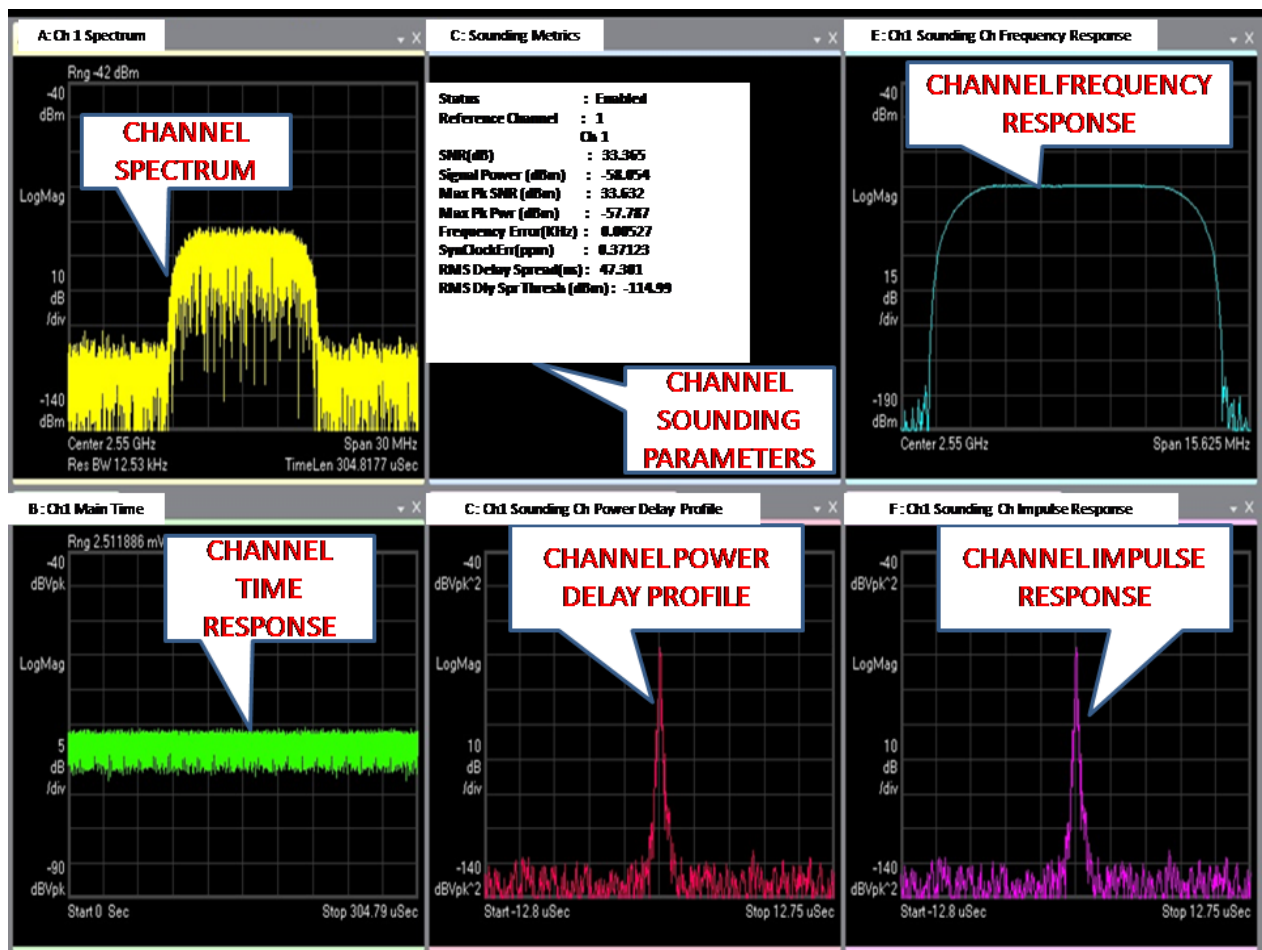 A: Ch 1 Spectrum
Rng -42 dBm
-40
dBm
CHANNEL
SPECTRUM
LogMag
10
dB
/div
-140
dBm
Center 2.55 GHz
Span 30 MHz
Res BW 12.53 kHz
TimeLen 304.8177 uSec
C: Sounding Metrics
Status : Enabled
Reference Channel : 1
Ch 1
SNR(dB) : 33.365
Signal Power (dBm) : -58.054
Max Pk SNR (dBm) : 33.632
Max Pk Pwr (dBm) : -57.787
Frequency Error(KHz) : 0.00527
SynClockErr(ppm) : 0.37123
RMS Delay Spread(ns) : 47.301
RMS Dly Spr Thresh (dBm) : -114.99
CHANNEL
SOUNDING
PARAMETERS
E: Ch1 Sounding Ch Frequency Response
-40
dBm
CHANNEL FREQUENCY
RESPONSE
LogMag
15
dB
/div
-190
dBm
Center 2.55 GHz
Span 15.625 MHz
B: Ch1 Main Time
Rng 2.511886 mV
-40
dBVpk
CHANNEL
TIME
RESPONSE
LogMag
5
dB
/div
-90
dBVpk
Start 0 Sec
Stop 304.79 uSec
C: Ch1 Sounding Ch Power Delay Profile
-40
dBVpk^2
CHANNEL POWER
DELAY PROFILE
LogMag
10
dB
/div
-140
dBVpk^2
Start -12.8 uSec
Stop 12.75 uSec
F: Ch1 Sounding Ch Impulse Response
-40
dBVpk^2
CHANNEL IMPULSE
RESPONSE
LogMag
10
dB
/div
-140
dBVpk^2
Start -12.8 uSec
Stop 12.75 uSec